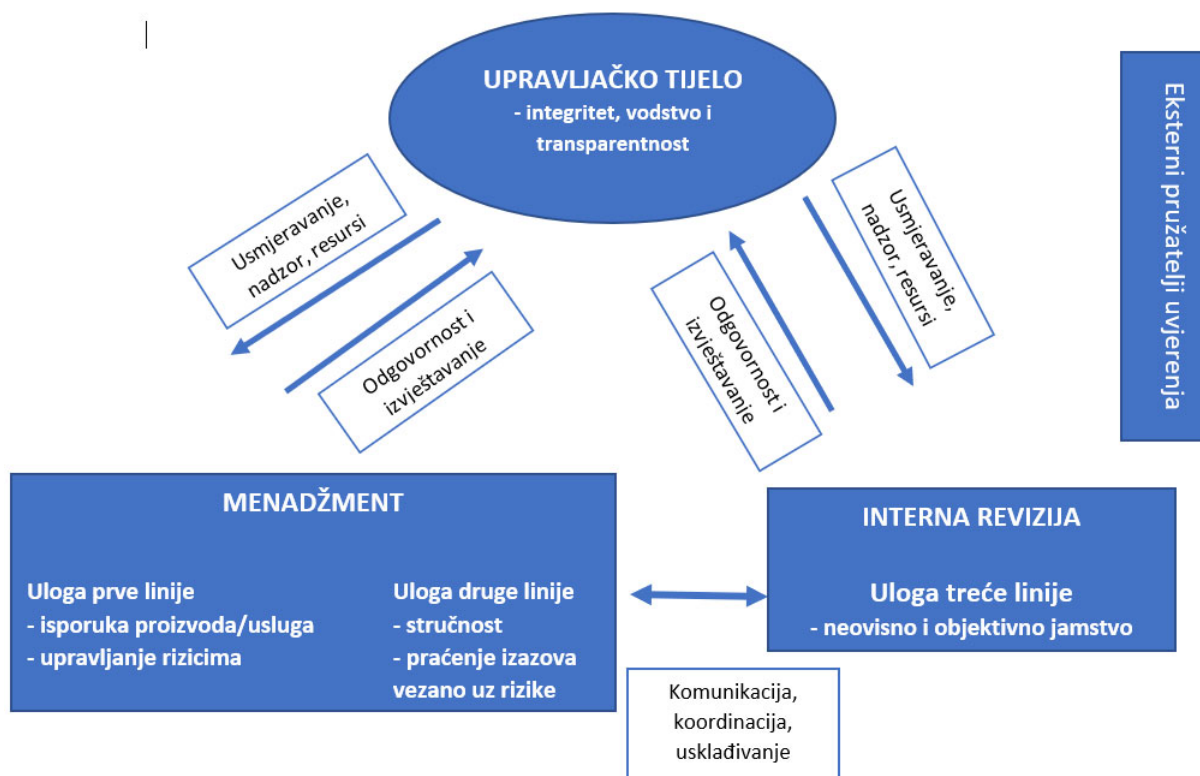 UPRAVLJAČKO TIJELO
- integritet, vodstvo i
transparentnost
Eksterni pružatelji uvjerenja
Usmjeravanje,
nadzor, resursi
Odgovornost i
izvještavanje
Odgovornost i
izvještavanje
Usmjeravanje,
nadzor, resursi
MENADŽMENT
Uloga prve linije
- isporuka proizvoda/usluga
- upravljanje rizicima
Uloga druge linije
- stručnost
- praćenje izazova
vezano uz rizike
INTERNA REVIZIJA
Uloga treće linije
- neovisno i objektivno jamstvo
Komunikacija,
koordinacija,
usklađivanje